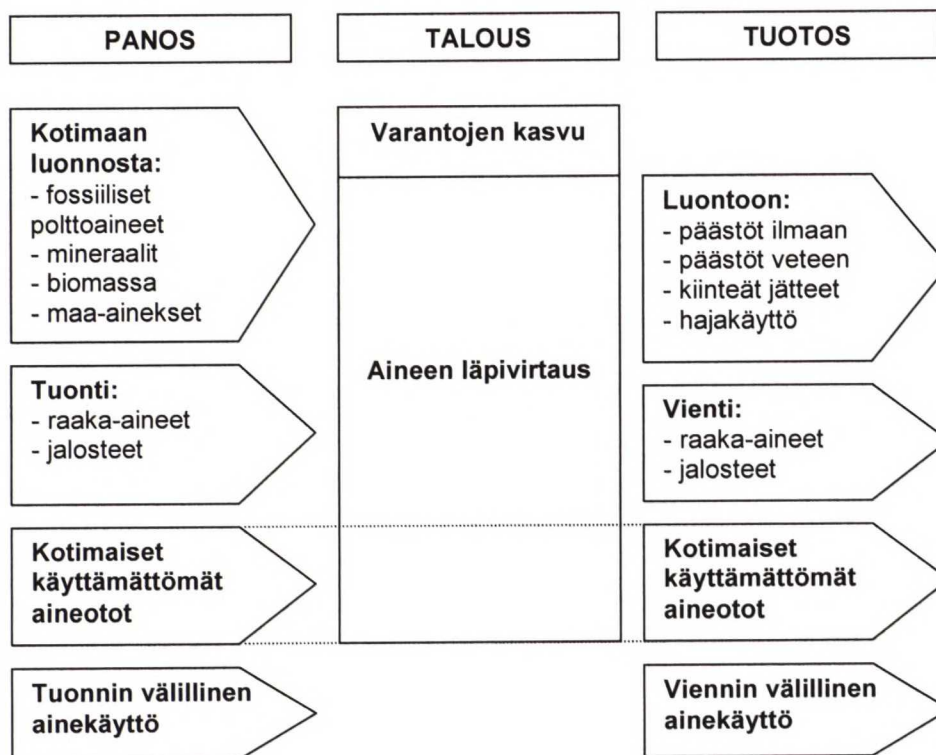 PANOS
TALOUS
TUOTOS
Kotimaan
luonnosta:
- fossiiliset
polttoaineet
- mineraalit
- biomassa
- maa-ainekset
Tuonti:
- raaka-aineet
- jalosteet
Kotimaiset
käyttämättömät
aineotot
Tuonnin välillinen
ainekäyttö
Varantojen kasvu
Aineen läpivirtaus
Luontoon:
- päästöt ilmaan
- päästöt veteen
- kiinteät jätteet
- hajakäyttö
Vienti:
- raaka-aineet
- jalosteet
Kotimaiset
käyttämättömät
aineotot
Viennin välillinen
ainekäyttö